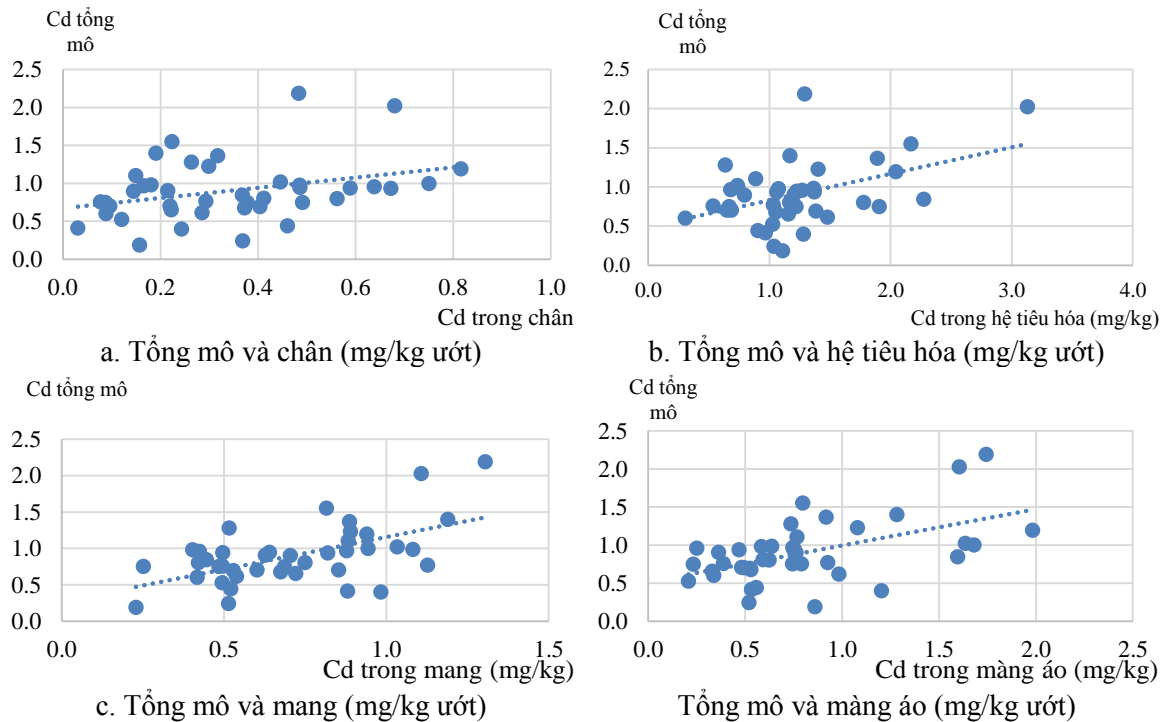 Cd tổng
mô
2.5
2.0
1.5
1.0
0.5
0.0
0.0 0.2 0.4 0.6 0.8 1.0
Cd trong chân
a. Tổng mô và chân (mg/kg ướt)
Cd tổng
mô
2.5
2.0
1.5
1.0
0.5
0.0
0.0 1.0 2.0 3.0 4.0
Cd trong hệ tiêu hóa (mg/kg)
b. Tổng mô và hệ tiêu hóa (mg/kg ướt)
Cd tổng mô
2.5
2.0
1.5
1.0
0.5
0.0
0.0 0.5 1.0 1.5
Cd trong mang (mg/kg)
c. Tổng mô và mang (mg/kg ướt)
Cd tổng
mô
2.5
2.0
1.5
1.0
0.5
0.0
0.0 0.5 1.0 1.5 2.0 2.5
Cd trong màng áo (mg/kg)
Tổng mô và màng áo (mg/kg ướt)